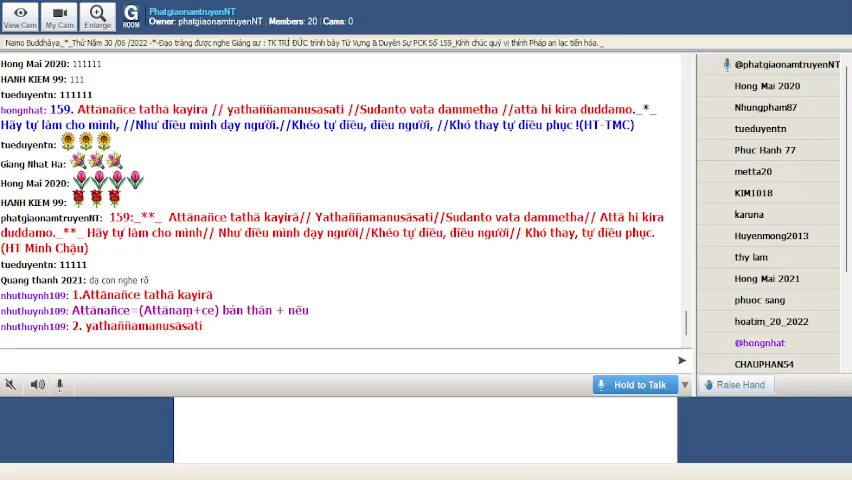 View Cam
My Cam
Enlarge
G
ROOM
PhatgiaonamtruyenNT
Owner: phatgiaonamtruyenNT Members: 20 Cams: 0
Namo Buddhàya_*_Thứ Năm 30 /06 /2022 -*-Đạo tràng được nghe Giảng sư : TK TRÍ ĐỨC trình bày Từ Vựng & Duyên Sự PCK Số 159_Kính chúc quý vị thính Pháp an lạc tiến hóa._
Hong Mai 2020: 111111
HẠNH KIEM 99: 111
tueduyentn: 111111
hongnhat: 159. Attānañce tathā kayirā // yathaññamanusāsati //Sudanto vata dammetha //attā hi kira duddamo._*_
Hãy tự làm cho mình, //Như điều mình dạy người.//Khéo tự điều, điều người, //Khó thay tự điều phục !(HT-TMC)
tueduyentn:
Giang Nhat Ha:
Hong Mai 2020:
HẠNH KIEM 99:
phatgiaonamtruyenNT: 159:_**_ Attānañce tathā kayirā// Yathaññamanusāsati//Sudanto vata dammetha// Attā hi kira
duddamo._**_ Hãy tự làm cho mình// Như điều mình dạy người//Khéo tự điều, điều người// Khó thay, tự điều phục.
(HT Minh Châu)
tueduyentn: 11111
Quang thanh 2021: dạ con nghe rõ
nhuthuynh109: 1.Attānañce tathā kayirā
nhuthuynh109: Attānañce=(Attānaṃ+ce) bản thân + nếu
nhuthuynh109: 2. yathaññamanusāsati
Hold to Talk
@phatgiaonamtruyenNT
Hong Mai 2020
Nhungpham87
tueduyentn
Phuc Hanh 77
metta20
KIM1018
karuna
Huyenmong2013
thy lam
Hong Mai 2021
phuoc sang
hoatim_20_2022
@hongnhat
CHAUPHAN54
Raise Hand